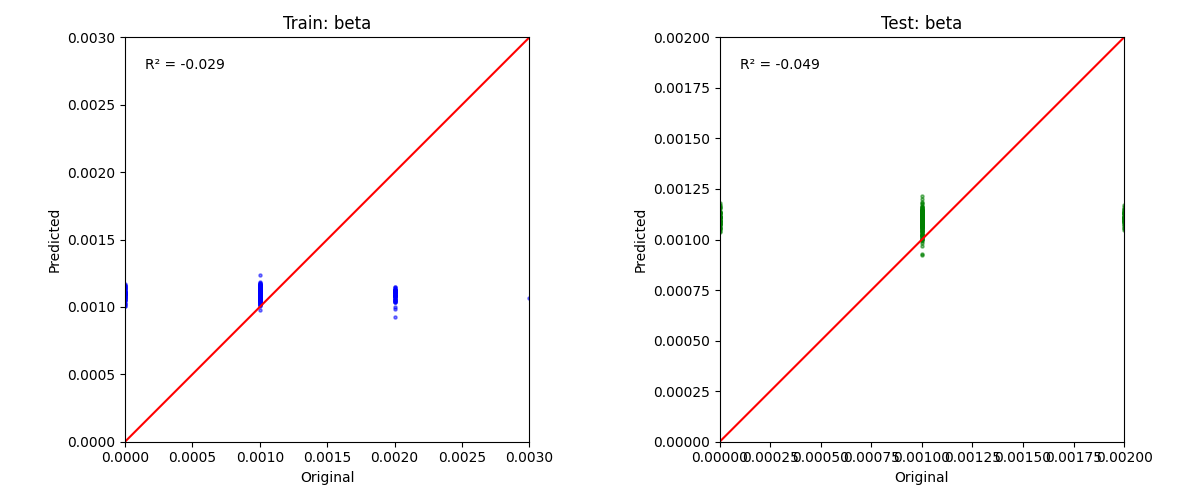 Train: beta
R² = -0.029
0.0030
0.0025
0.0020
0.0015
0.0010
0.0005
0.0000
Predicted
0.0000 0.0005 0.0010 0.0015 0.0020 0.0025 0.0030
Original
Test: beta
R² = -0.049
0.00200
0.00175
0.00150
0.00125
0.00100
0.00075
0.00050
0.00025
0.00000
Predicted
0.00000 0.00025 0.00050 0.00075 0.00100 0.00125 0.00150 0.00175 0.00200
Original